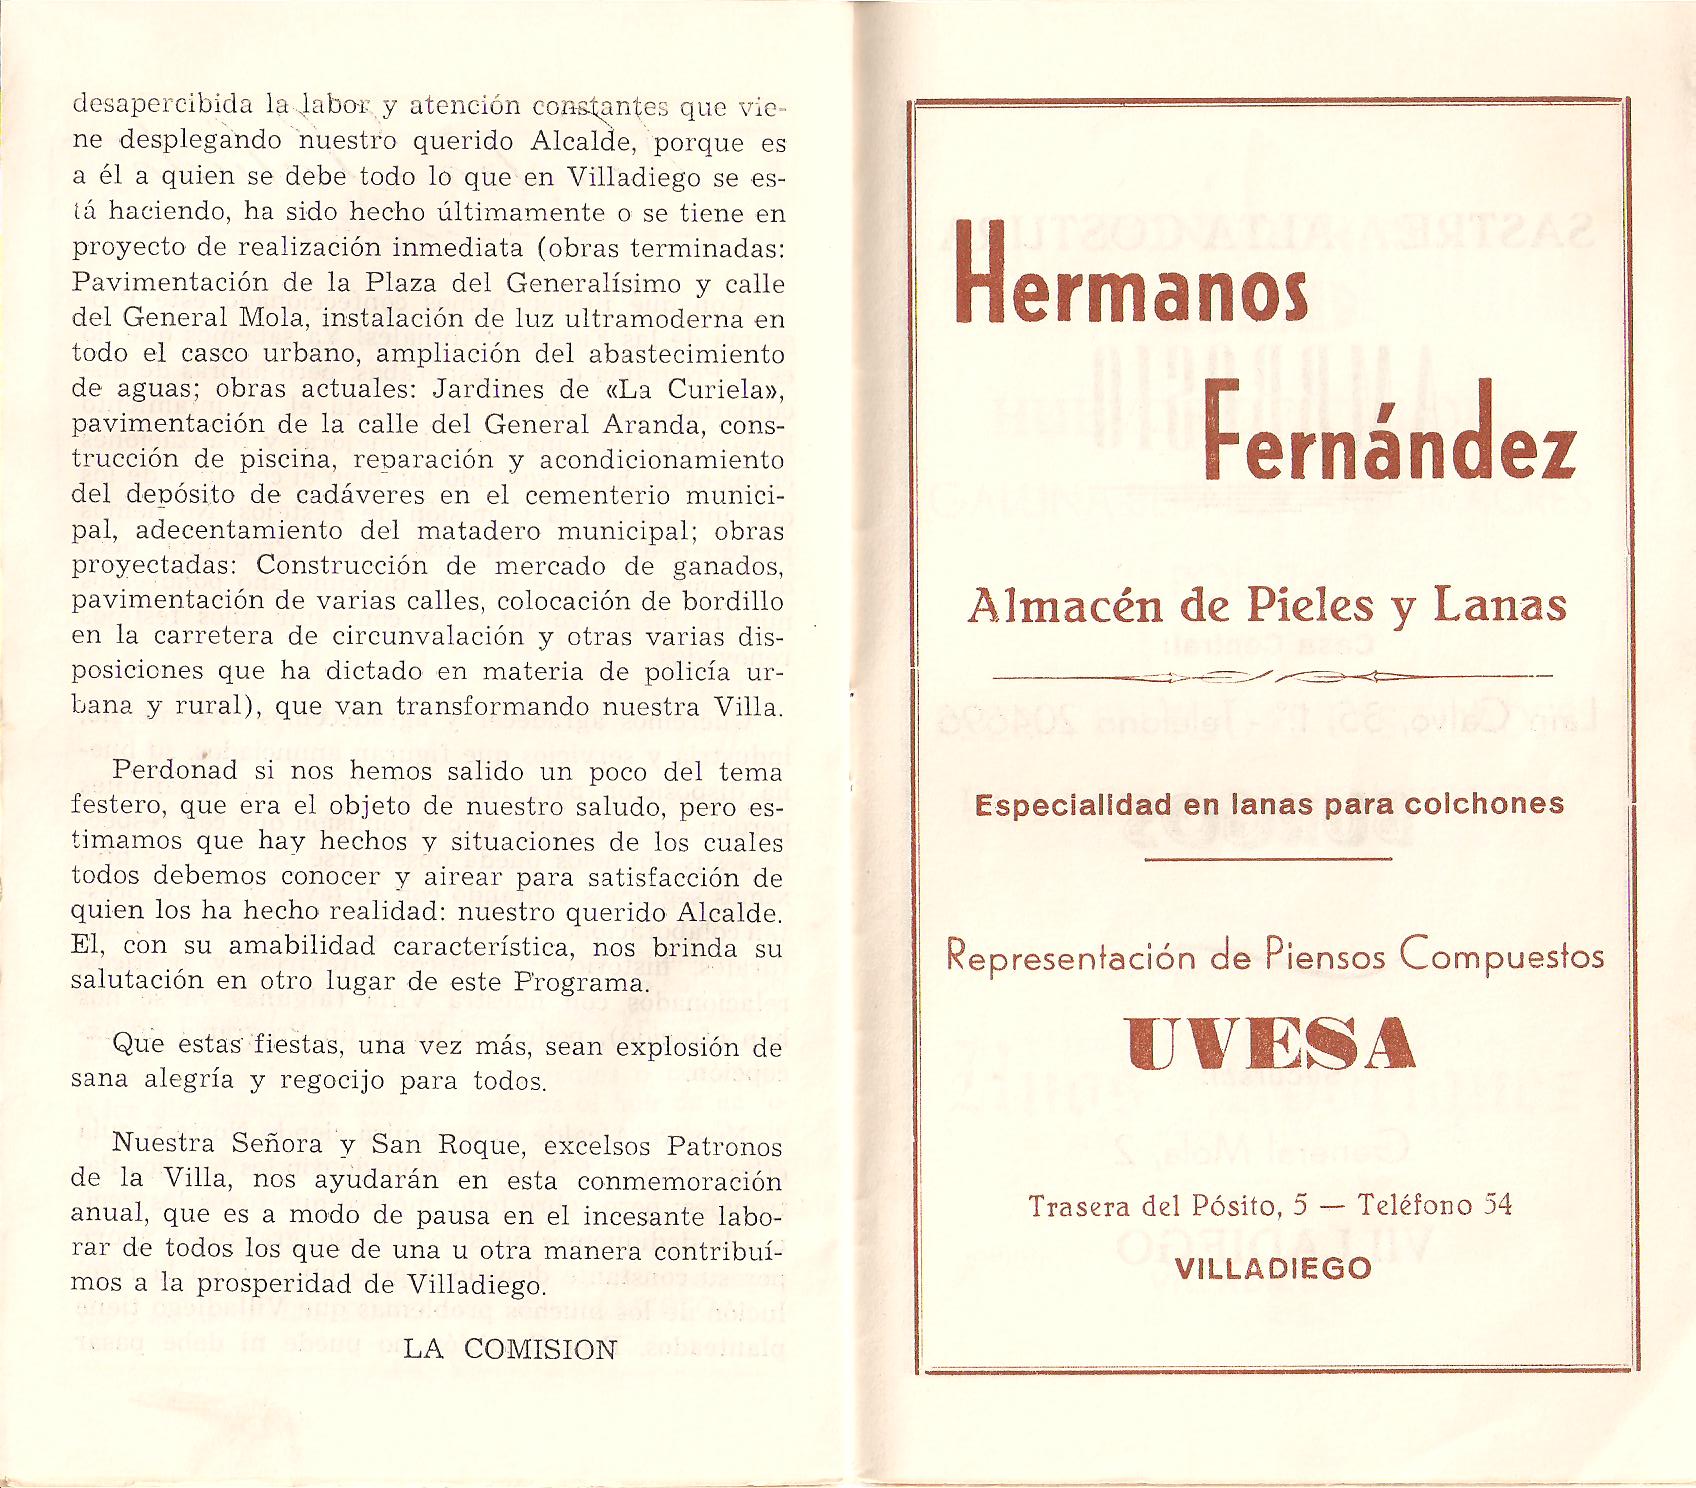 desapercibida la labor y atención constantes que vie-
ne desplegando nuestro querido Alcalde, porque es
a él a quien se debe todo lo que en Villadiego se es-
tá haciendo, ha sido hecho últimamente o se tiene en
proyecto de realización inmediata (obras terminadas:
Pavimentación de la Plaza del Generalísimo y calle
del General Mola, instalación de luz ultramoderna en
todo el casco urbano, ampliación del abastecimiento
de aguas; obras actuales: Jardines de «La Curiela»,
pavimentación de la calle del General Aranda, cons-
trucción de piscina, reparación y acondicionamiento
del depósito de cadáveres en el cementerio munici-
pal, adecentamiento del matadero municipal; obras
proyectadas: Construcción de mercado de ganados,
pavimentación de varias calles, colocación de bordillo
en la carretera de circunvalación y otras varias dis-
posiciones que ha dictado en materia de policía ur-
bana y rural), que van transformando nuestra Villa.
Perdonad si nos hemos salido un poco del tema
festero, que era el objeto de nuestro saludo, pero es-
timamos que hay hechos y situaciones de los cuales
todos debemos conocer y airear para satisfacción de
quien los ha hecho realidad: nuestro querido Alcalde.
El, con su amabilidad característica, nos brinda su
salutación en otro lugar de este Programa.
Que estas fiestas, una vez más, sean explosión de
sana alegría y regocijo para todos.
Nuestra Señora y San Roque, excelsos Patronos
de la Villa, nos ayudarán en esta conmemoración
anual, que es a modo de pausa en el incesante labo-
rar de todos los que de una u otra manera contribuí-
mos a la prosperidad de Villadiego.
LA COMISION
Hermanos
Fernández
Almacén de Pieles y Lanas
Especialidad en lanas para colchones
Representación de Piensos Compuestos
UVESA
Trasera del Pósito, 5 — Teléfono 54
VILLADIEGO